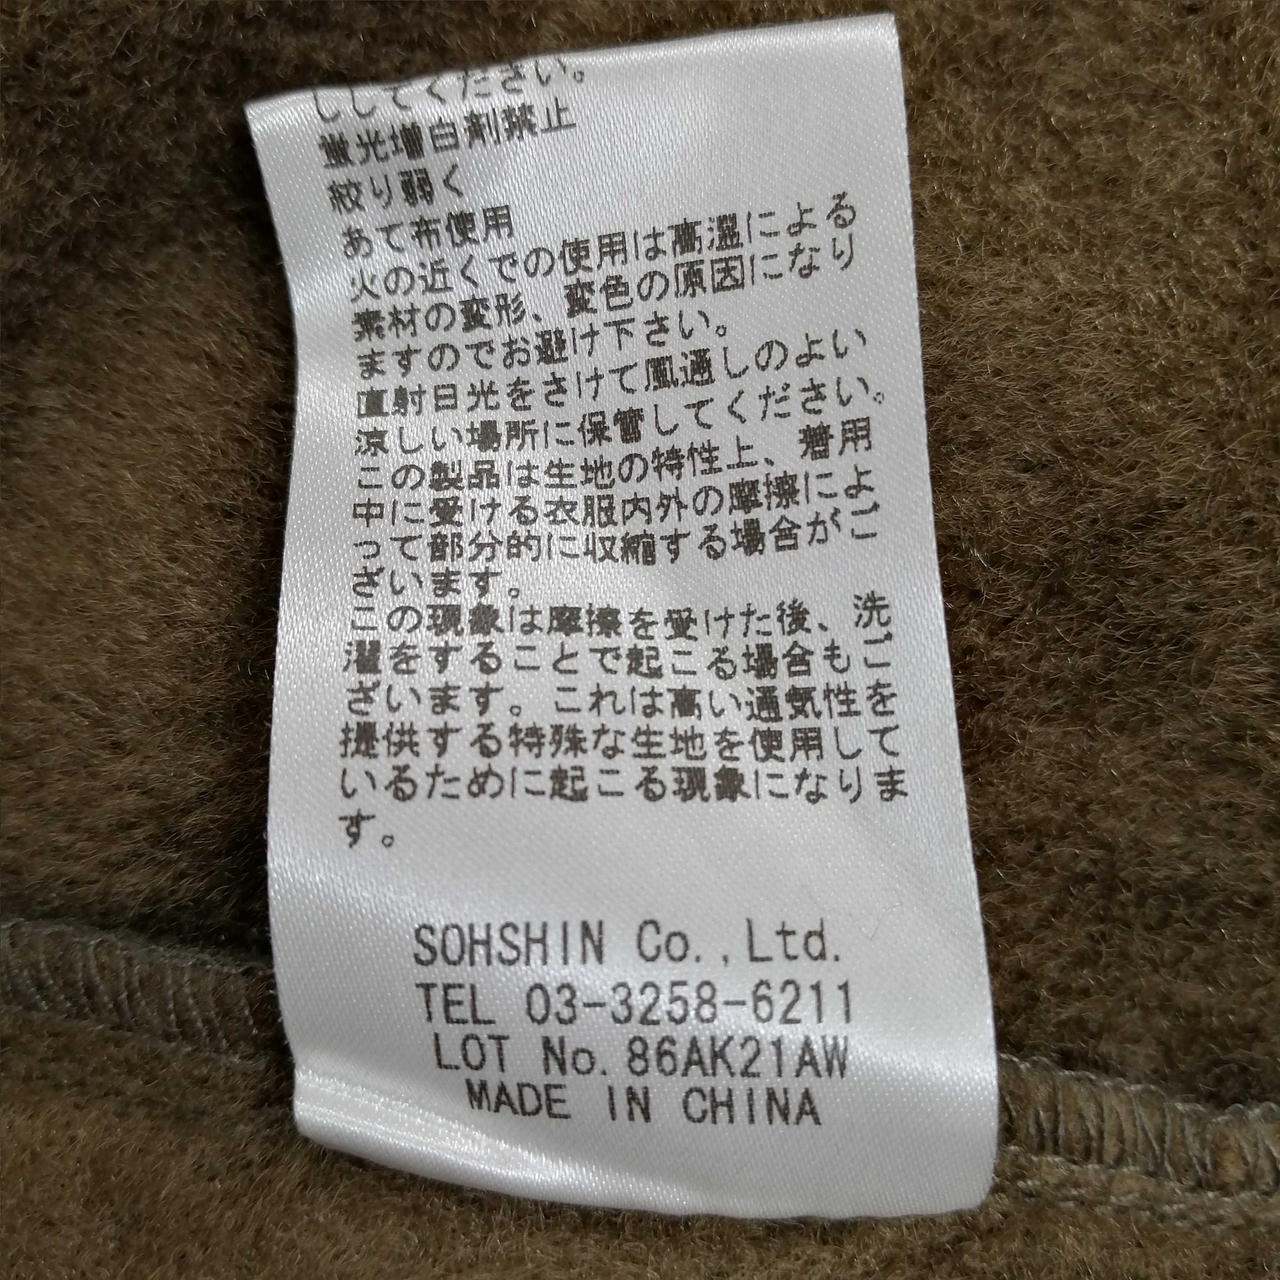 ししてください。
蛍光増白剤禁止
絞り弱く
あて布使用
火の近くでの使用は高温による
素材の変形、変色の原因になり
ますのでお避け下さい。
直射日光をさけて風通しのよい
涼しい場所に保管してください。
この製品は生地の特性上、着用
中に受ける衣服内外の摩擦によ
って部分的に収縮する場合がご
ざいます。
この現象は摩擦を受けた後、洗
濯をすることで起こる場合もご
ざいます。これは高い通気性を
提供する特殊な生地を使用して
いるために起こる現象になりま
す。
SOHSHIN Co.,Ltd.
TEL 03-3258-6211
LOT No.86AK21AW
MADE IN CHINA